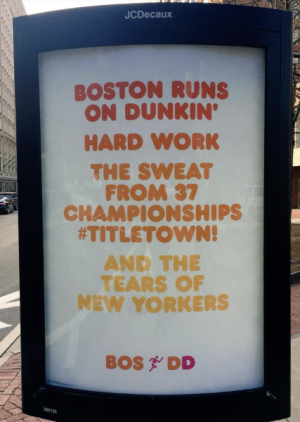 JCDecaux
BOSTON RUNS
ON DUNKIN'
HARD WORK
THE SWEAT
FROM 37
CHAMPIONSHIPS
#TITLETOWN!
AND THE
TEARS OF
NEW YORKERS
BOS DD